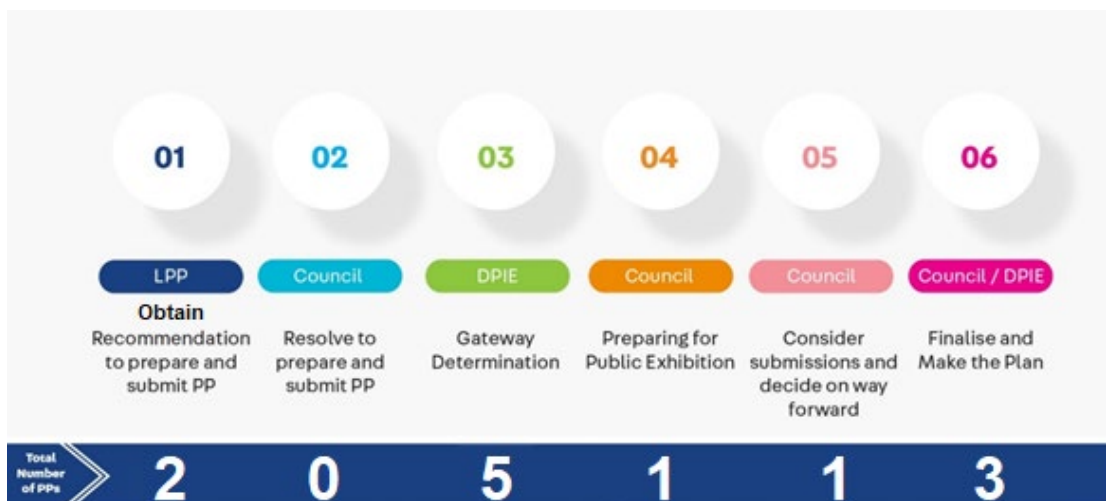 01 02 03 04 05 06
LPP Council DPIE Council Council Council / DPIE
Obtain
Recommendation
to prepare and
submit PP
Resolve to
prepare and
submit PP
Gateway
Determination
Preparing for
Public Exhibition
Consider
submissions and
decide on way
forward
Finalise and
Make the Plan
Total
Number
of PPs
2 0 5 1 1 3